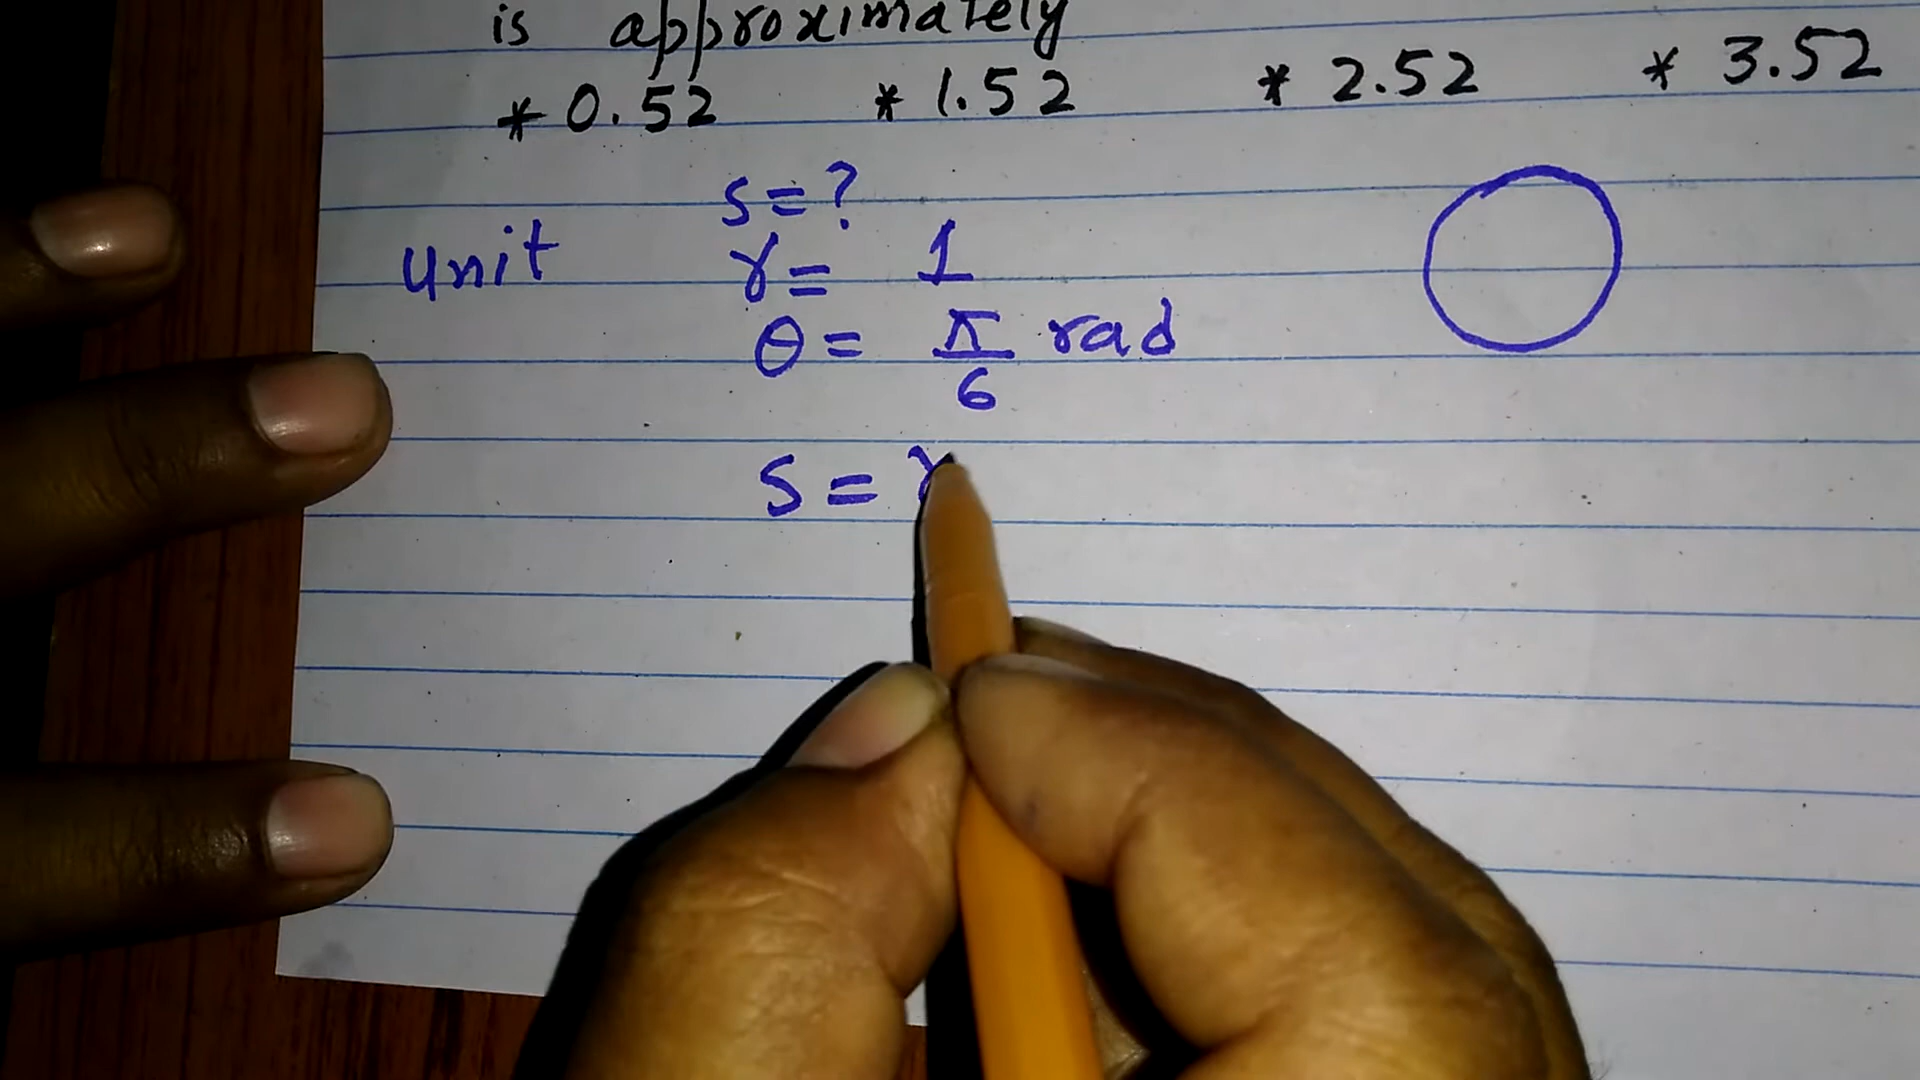 is approximately
* 0.52 * 1.52 * 2.52 * 3.52
s = ?
Unit r = 1
θ = π/6 rad
S = r